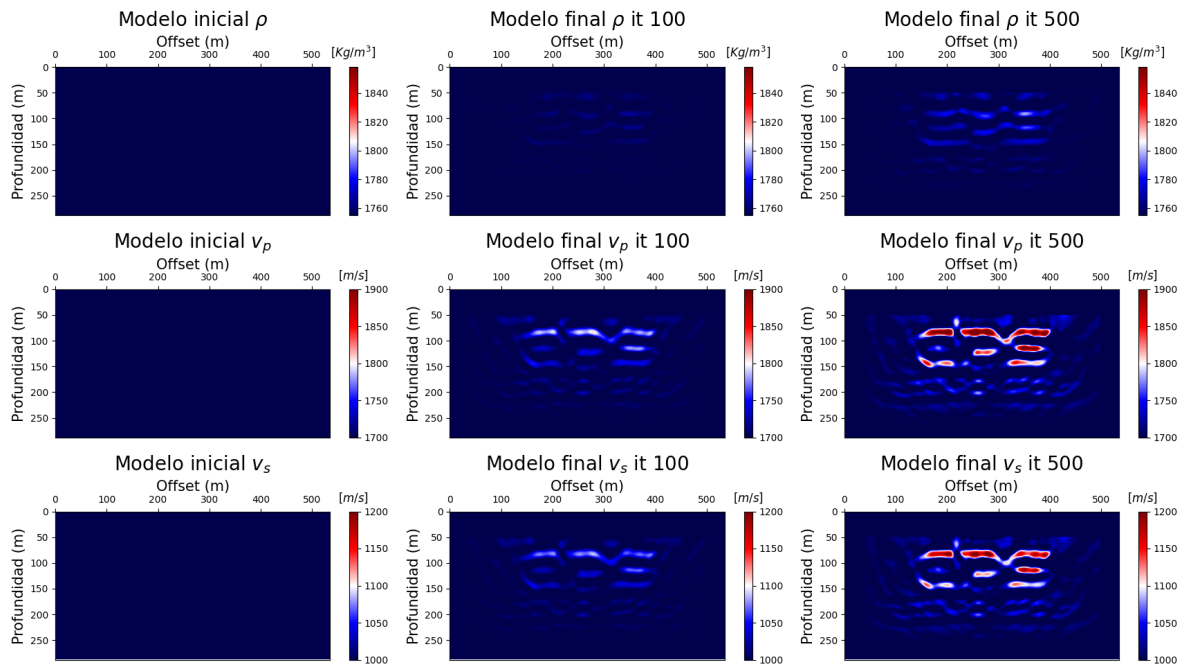 Modelo inicial ρ
Offset (m)
0 100 200 300 400 500
[Kg/m³]
Profundidad (m)
0
50
100
150
200
250
1840
1820
1800
1780
1760
Modelo final ρ it 100
Offset (m)
0 100 200 300 400 500
[Kg/m³]
Profundidad (m)
0
50
100
150
200
250
1840
1820
1800
1780
1760
Modelo final ρ it 500
Offset (m)
0 100 200 300 400 500
[Kg/m³]
Profundidad (m)
0
50
100
150
200
250
1840
1820
1800
1780
1760
Modelo inicial vₚ
Offset (m)
0 100 200 300 400 500
[m/s]
Profundidad (m)
0
50
100
150
200
250
1900
1850
1800
1750
1700
Modelo final vₚ it 100
Offset (m)
0 100 200 300 400 500
[m/s]
Profundidad (m)
0
50
100
150
200
250
1900
1850
1800
1750
1700
Modelo final vₚ it 500
Offset (m)
0 100 200 300 400 500
[m/s]
Profundidad (m)
0
50
100
150
200
250
1900
1850
1800
1750
1700
Modelo inicial vₛ
Offset (m)
0 100 200 300 400 500
[m/s]
Profundidad (m)
0
50
100
150
200
250
1200
1150
1100
1050
1000
Modelo final vₛ it 100
Offset (m)
0 100 200 300 400 500
[m/s]
Profundidad (m)
0
50
100
150
200
250
1200
1150
1100
1050
1000
Modelo final vₛ it 500
Offset (m)
0 100 200 300 400 500
[m/s]
Profundidad (m)
0
50
100
150
200
250
1200
1150
1100
1050
1000